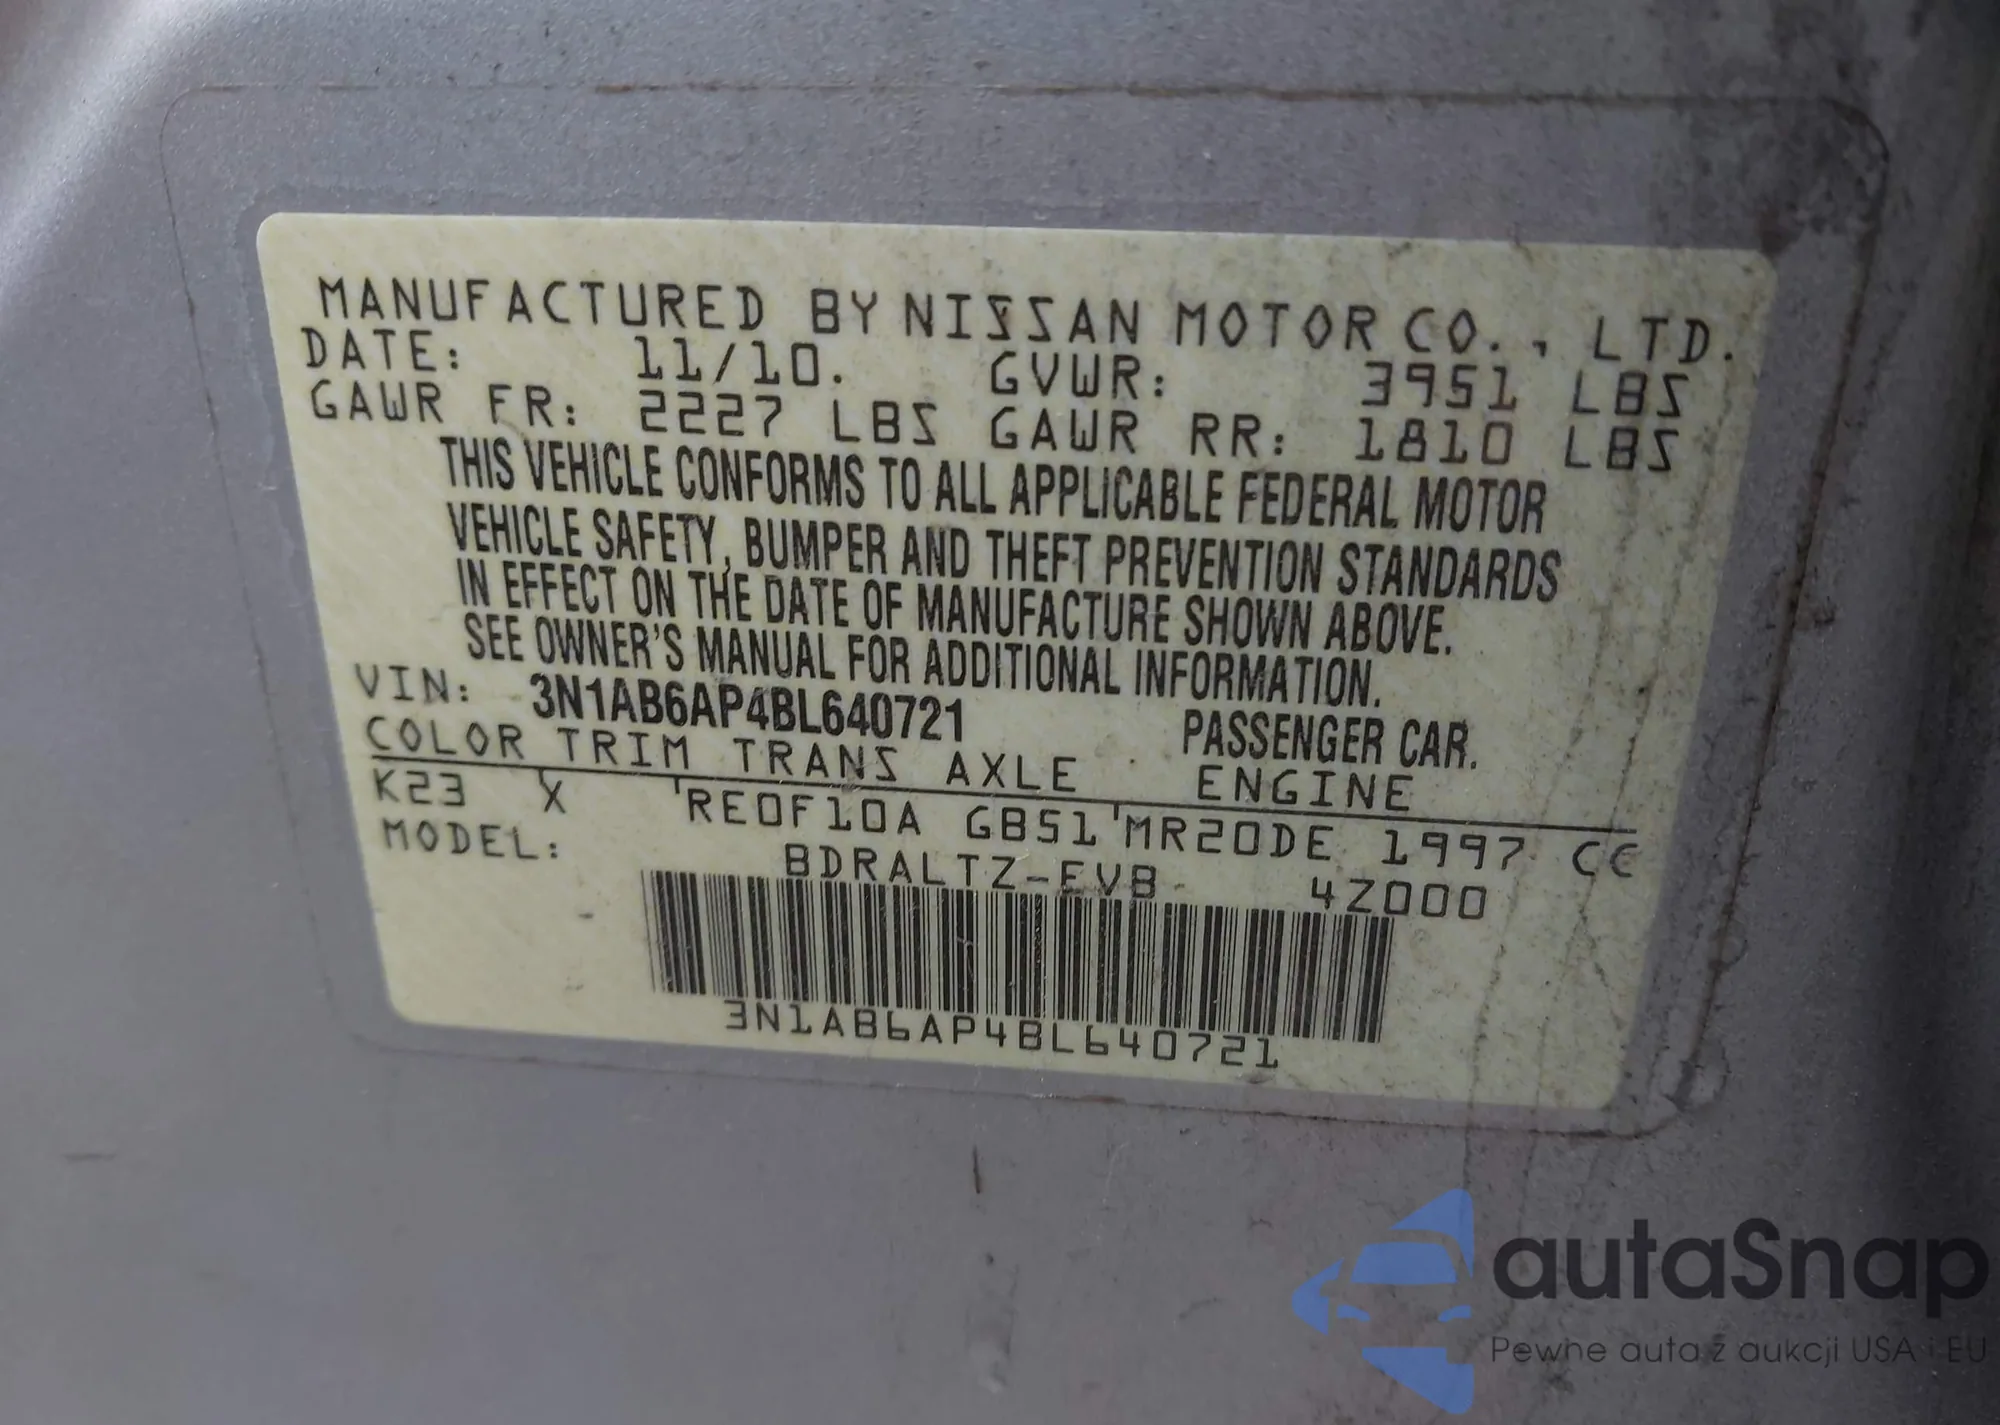 MANUFACTURED BY NISSAN MOTOR CO., LTD.
DATE: 11/10. GVWR: 3951 LBS
GAWR FR: 2227 LBS GAWR RR: 1810 LBS
THIS VEHICLE CONFORMS TO ALL APPLICABLE FEDERAL MOTOR
VEHICLE SAFETY, BUMPER AND THEFT PREVENTION STANDARDS
IN EFFECT ON THE DATE OF MANUFACTURE SHOWN ABOVE.
SEE OWNER'S MANUAL FOR ADDITIONAL INFORMATION.
VIN: 3N1AB6AP4BL640721 PASSENGER CAR.
COLOR TRIM TRANS AXLE ENGINE
K23 X RE0F10A GB51 MR20DE 1997 CC
MODEL: BDRALTZ-EVB 4Z000
3N1AB6AP4BL640721
autaSnap
Pewne auta z aukcji USA i EU